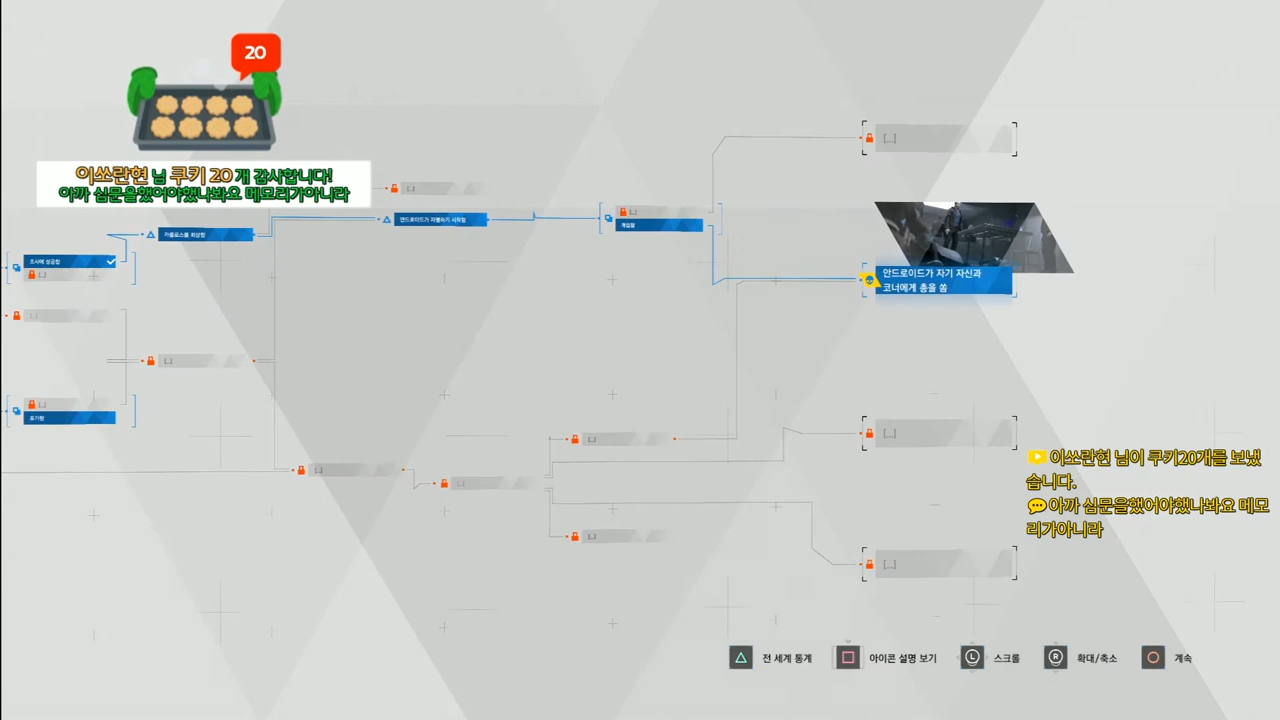 20
이쏘란현 님 쿠키 20 개 감사합니다!
아까 심문을했어야했나봐요 메모리가아니라
[...]
[...]
안드로이드가 자멸하기 시작함
[...]
개입함
카를로스를 회상함
조사에 성공함
[...]
안드로이드가 자기 자신과
코너에게 총을 쏨
[...]
[...]
[...]
포기함
[...]
[...]
[...]
[...]
[...]
[...]
이쏘란현 님이 쿠키20개를 보냈
습니다.
아까 심문을했어야했나봐요 메모
리가아니라
전 세계 통계
아이콘 설명 보기
L
스크롤
R
확대/축소
계속